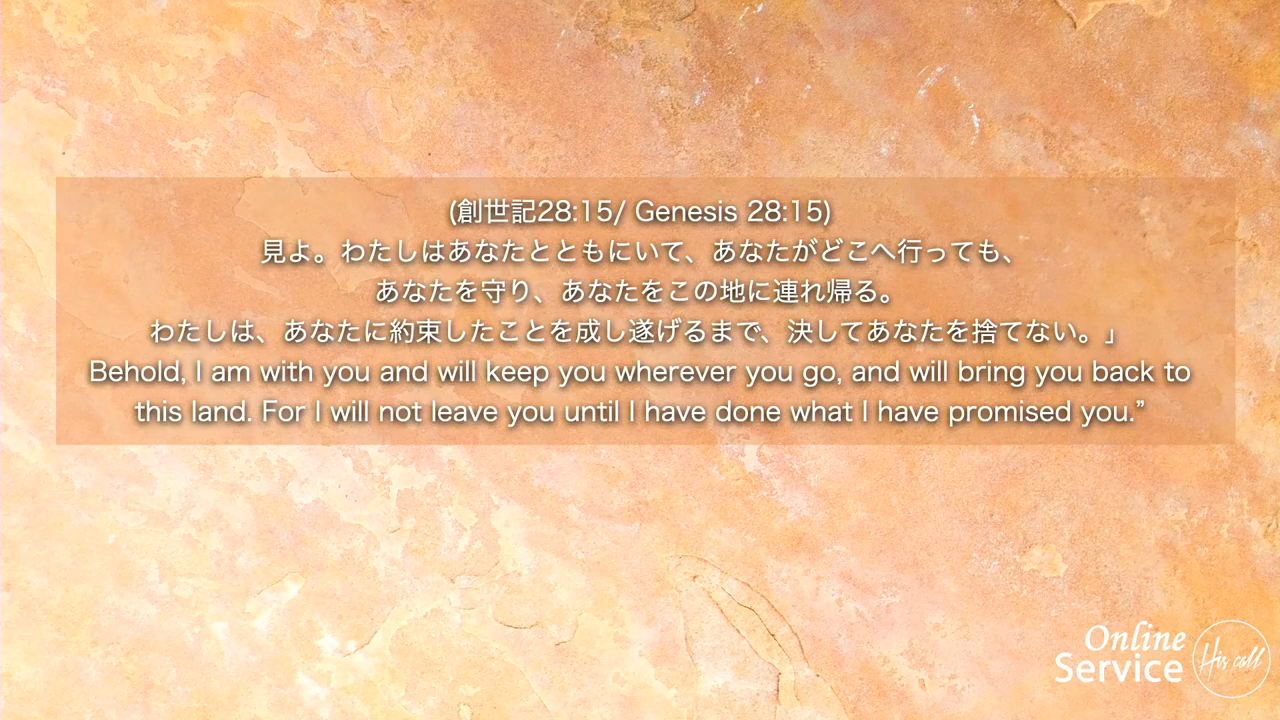 (創世記28:15/ Genesis 28:15)
見よ。わたしはあなたとともにいて、あなたがどこへ行っても、
あなたを守り、あなたをこの地に連れ帰る。
わたしは、あなたに約束したことを成し遂げるまで、決してあなたを捨てない。」
Behold, I am with you and will keep you wherever you go, and will bring you back to
this land. For I will not leave you until I have done what I have promised you.”
Online
Service
His call